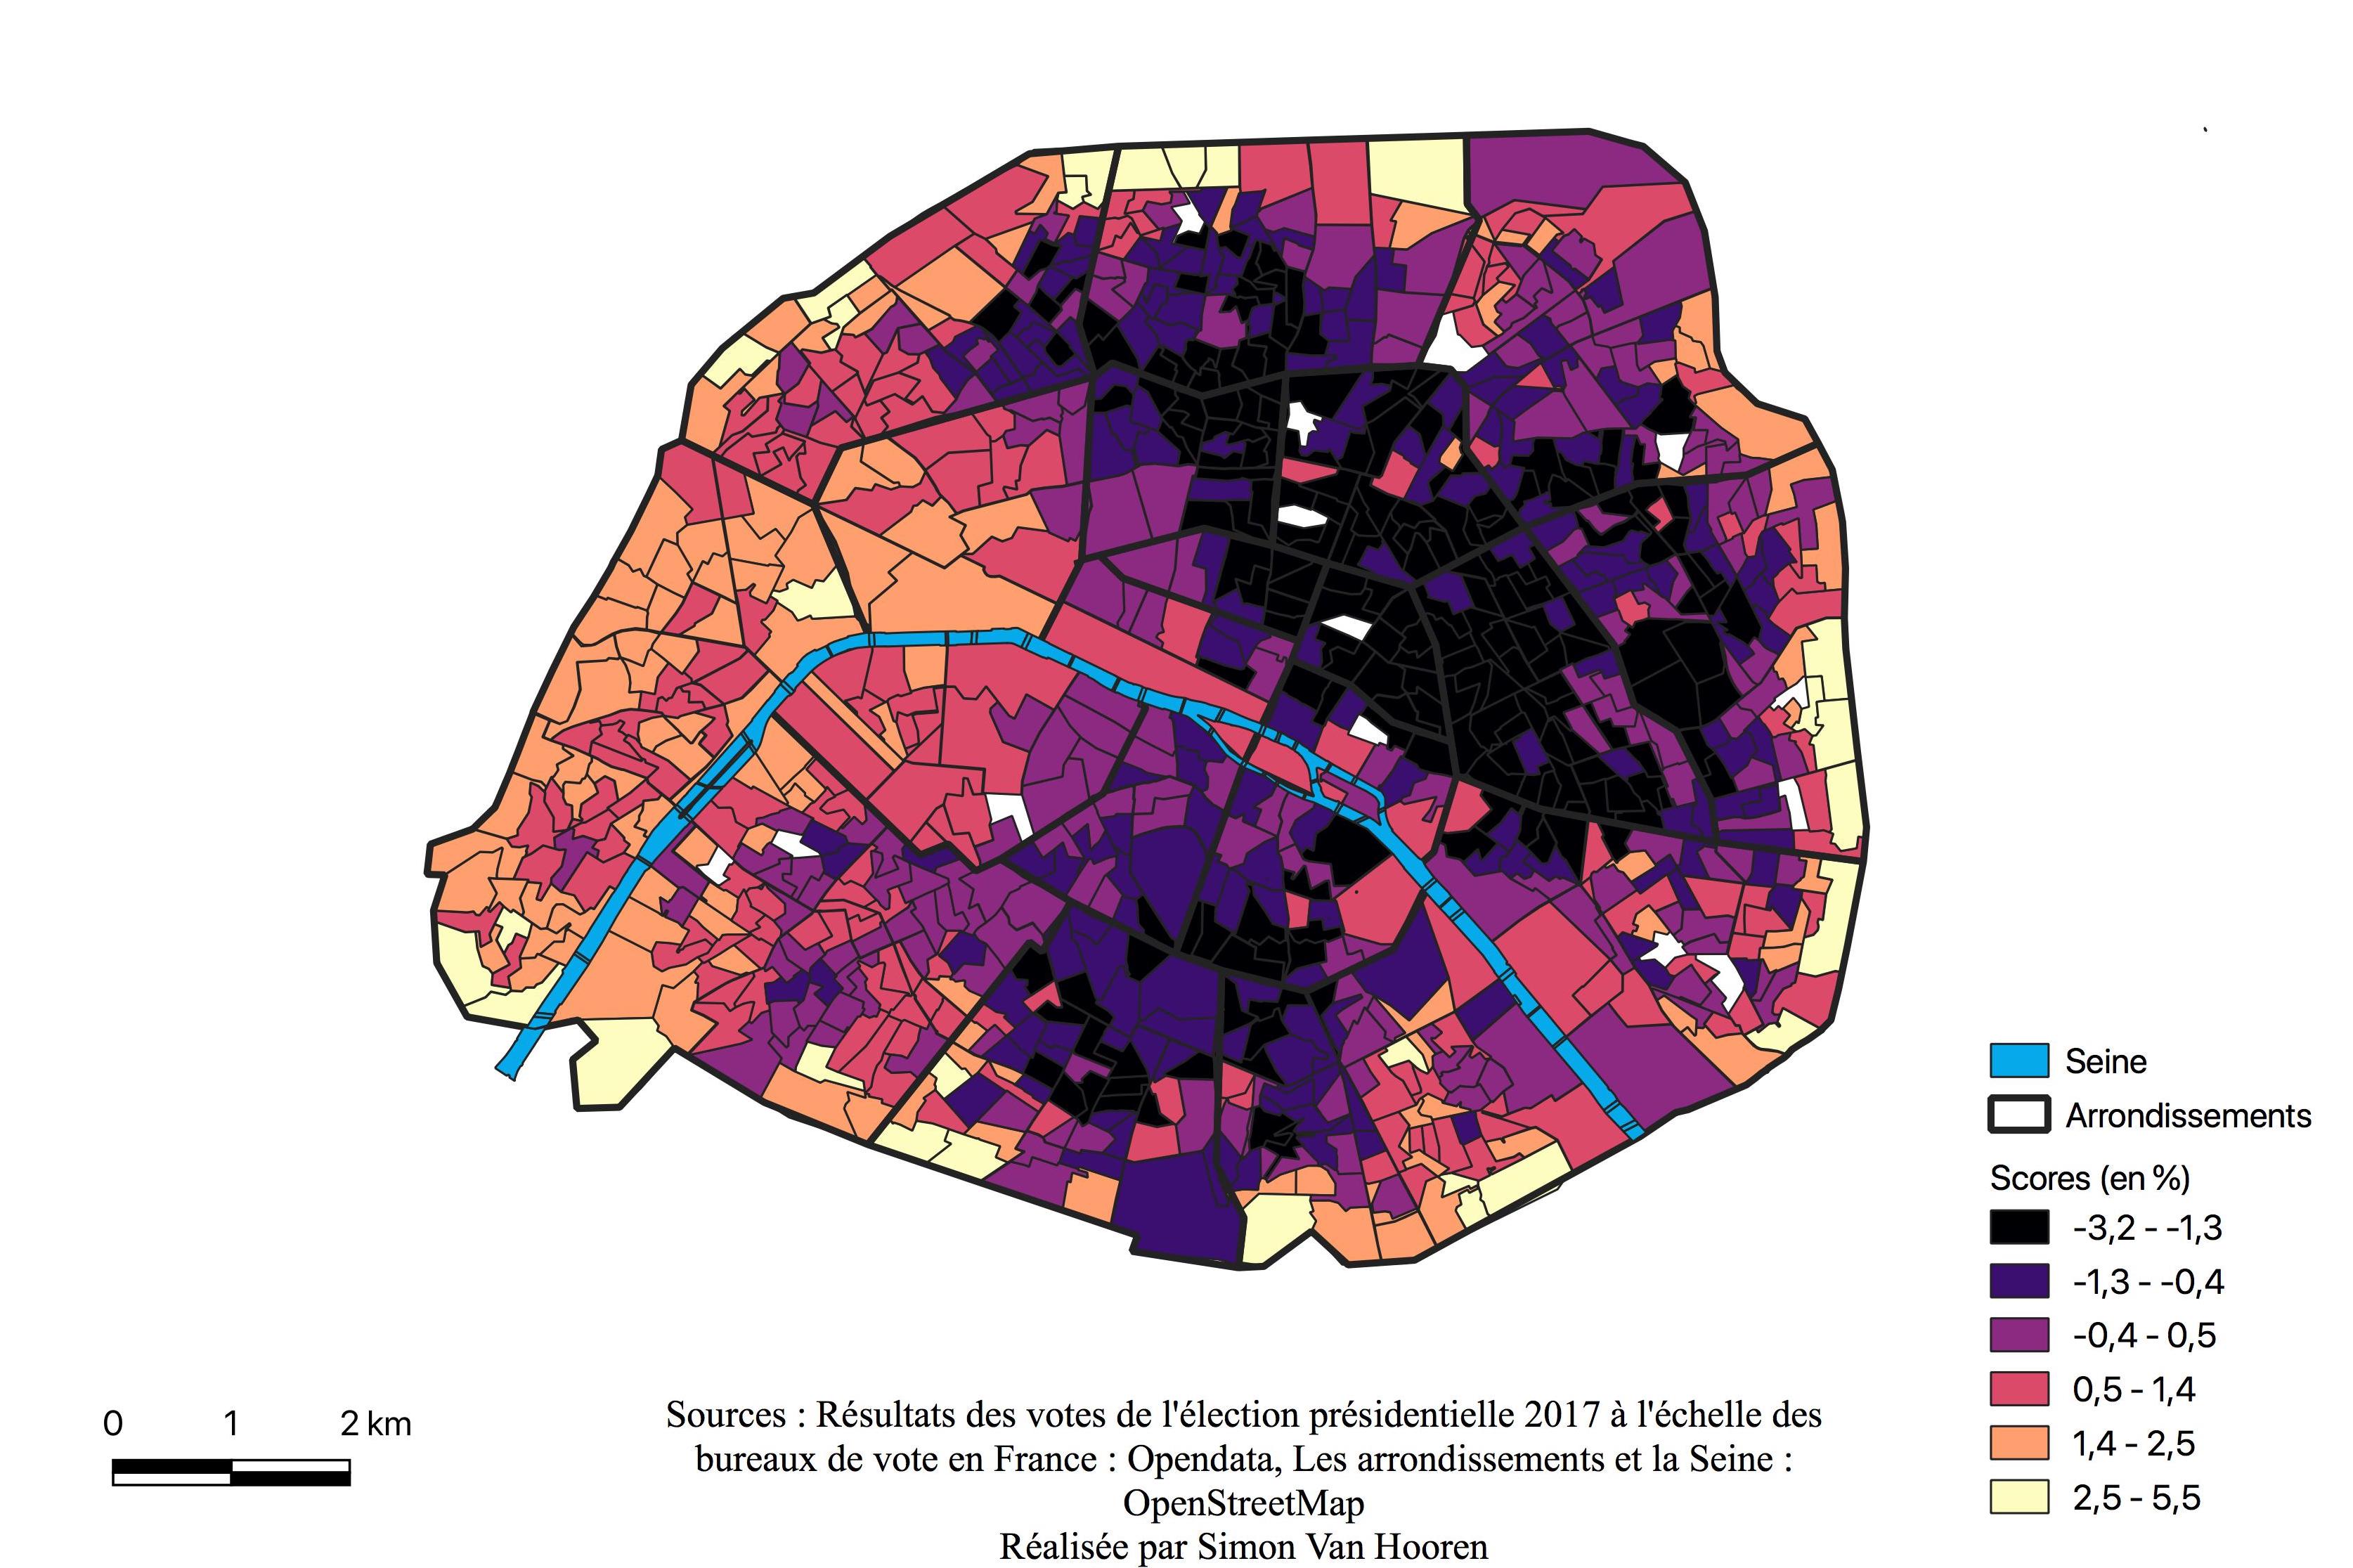 Seine
Arrondissements
Scores (en %)
-3,2 - -1,3
-1,3 - -0,4
-0,4 - 0,5
0,5 - 1,4
1,4 - 2,5
2,5 - 5,5
0 1 2 km
Sources : Résultats des votes de l'élection présidentielle 2017 à l'échelle des
bureaux de vote en France : Opendata, Les arrondissements et la Seine :
OpenStreetMap
Réalisée par Simon Van Hooren